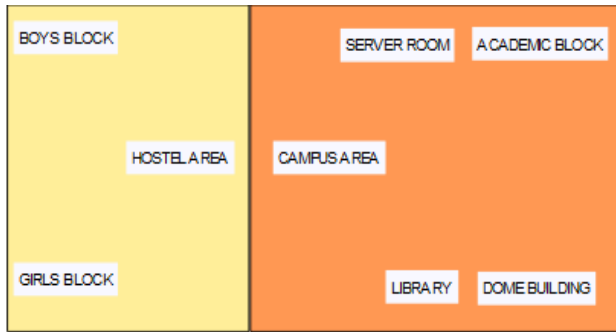 BOYS BLOCK
SERVER ROOM
ACADEMIC BLOCK
HOSTEL AREA
CAMPUS AREA
GIRLS BLOCK
LIBRARY
DOME BUILDING